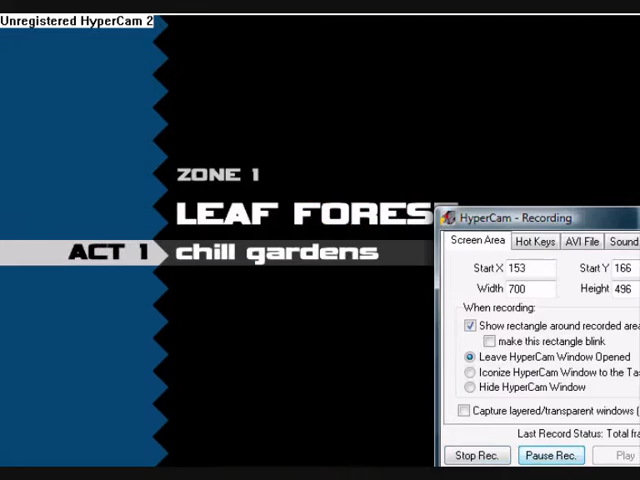 Unregistered HyperCam 2
ZONE 1
LEAF FOREST
ACT 1
chill gardens
HyperCam - Recording
Screen Area
Hot Keys
AVI File
Sound
Start X 153
Start Y 166
Width 700
Height 496
When recording:
Show rectangle around recorded area
make this rectangle blink
Leave HyperCam Window Opened
Iconize HyperCam Window to the Ta
Hide HyperCam Window
Capture layered/transparent windows (
Last Record Status: Total fra
Stop Rec.
Pause Rec.
Play